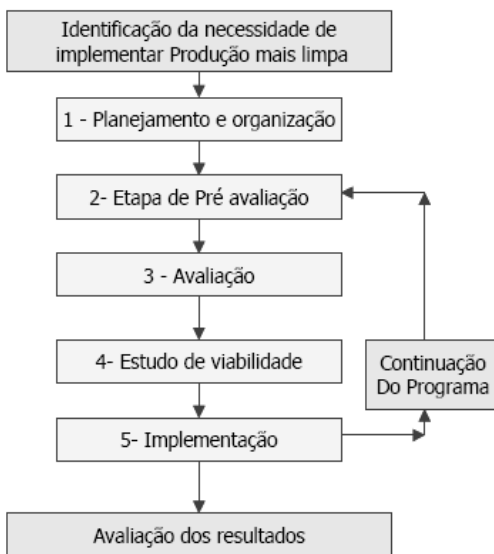 Identificação da necessidade de
implementar Produção mais limpa
1 - Planejamento e organização
2- Etapa de Pré avaliação
3 - Avaliação
4- Estudo de viabilidade
Continuação
Do Programa
5- Implementação
Avaliação dos resultados